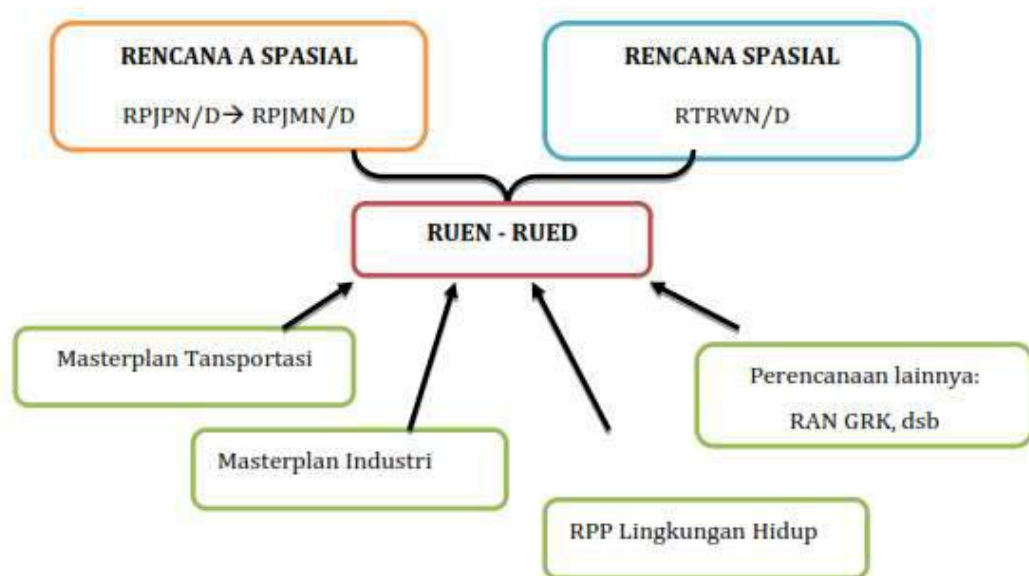 RENCANA A SPASIAL
RPJPN/D→ RPJMN/D
RENCANA SPASIAL
RTRWN/D
RUEN - RUED
Masterplan Tansportasi
Masterplan Industri
RPP Lingkungan Hidup
Perencanaan lainnya:
RAN GRK, dsb